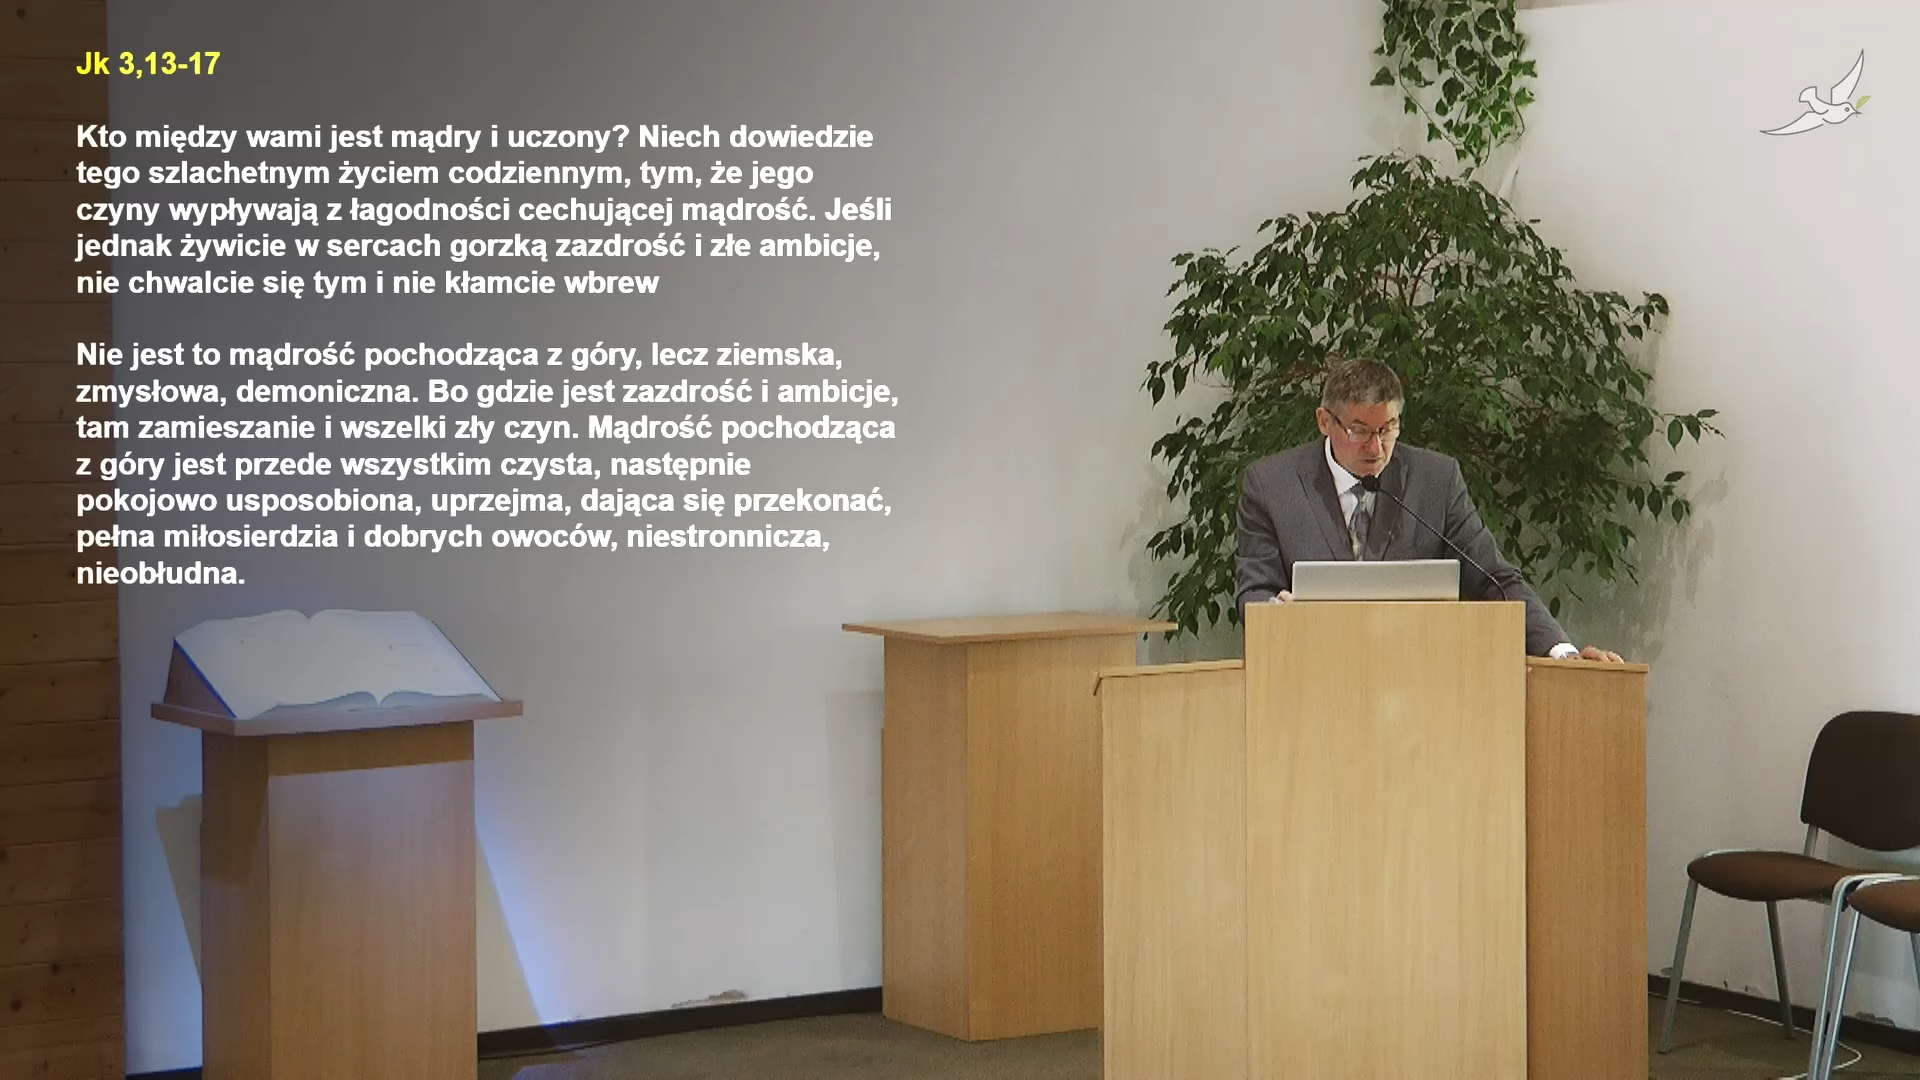 Jk 3,13-17
Kto między wami jest mądry i uczony? Niech dowiedzie
tego szlachetnym życiem codziennym, tym, że jego
czyny wypływają z łagodności cechującej mądrość. Jeśli
jednak żywicie w sercach gorzką zazdrość i złe ambicje,
nie chwalcie się tym i nie kłamcie wbrew
Nie jest to mądrość pochodząca z góry, lecz ziemska,
zmysłowa, demoniczna. Bo gdzie jest zazdrość i ambicje,
tam zamieszanie i wszelki zły czyn. Mądrość pochodząca
z góry jest przede wszystkim czysta, następnie
pokojowo usposobiona, uprzejma, dająca się przekonać,
pełna miłosierdzia i dobrych owoców, niestronnicza,
nieobłudna.